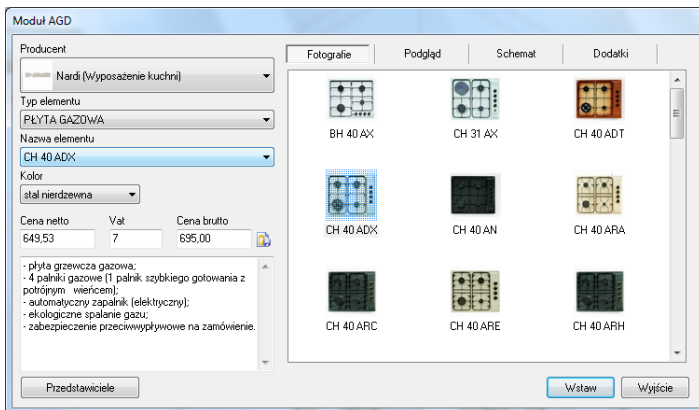 Moduł AGD
Producent
Nardi (Wyposażenie kuchni)
Typ elementu
PŁYTA GAZOWA
Nazwa elementu
CH 40 ADX
Kolor
stal nierdzewna
Cena netto Vat Cena brutto
649,53 7 695,00
- płyta grzewcza gazowa;
- 4 palniki gazowe (1 palnik szybkiego gotowania z
potrójnym wieńcem);
- automatyczny zapalnik (elektryczny);
- ekologiczne spalanie gazu;
- zabezpieczenie przeciwwypływowe na zamówienie.
Przedstawiciele
Fotografie Podgląd Schemat Dodatki
BH 40 AX CH 31 AX CH 40 ADT
CH 40 ADX CH 40 AN CH 40 ARA
CH 40 ARC CH 40 ARE CH 40 ARH
Wstaw Wyjście